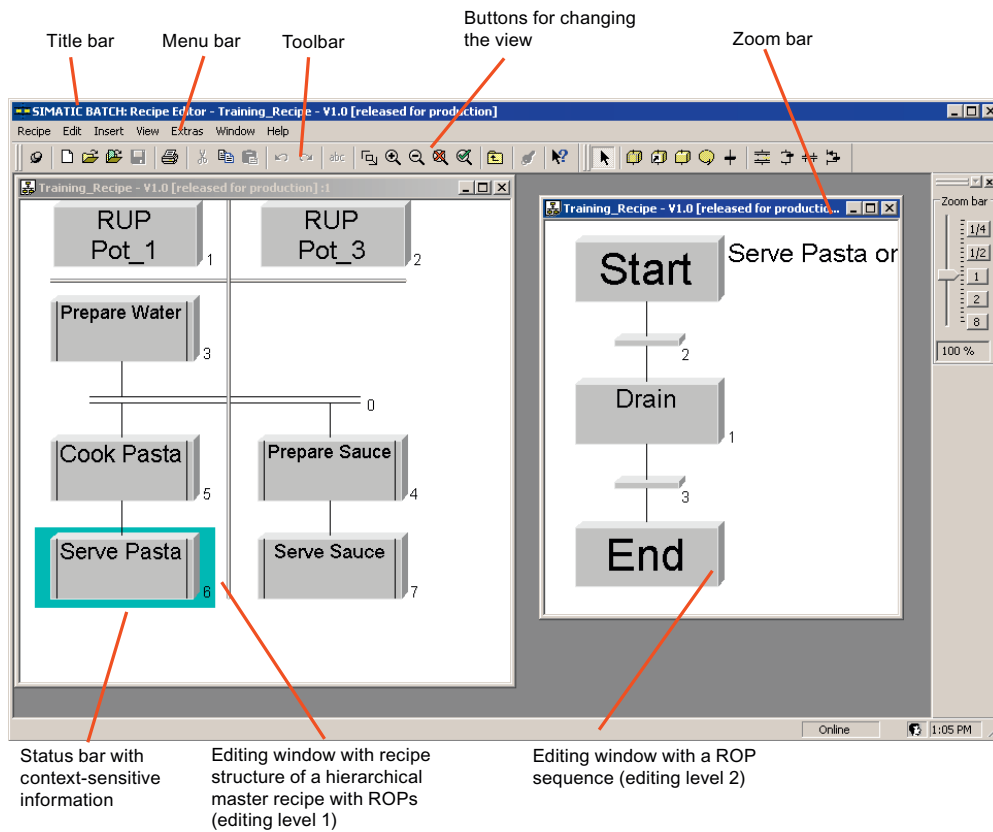 Buttons for changing
the view
Title bar
Menu bar
Toolbar
Zoom bar
SIMATIC BATCH: Recipe Editor - Training_Recipe - V1.0 [released for production]
Recipe Edit Insert View Extras Window Help
abc
Training_Recipe - V1.0 [released for production] :1
RUP
Pot_1
1
RUP
Pot_3
2
Prepare Water
3
0
Cook Pasta
5
Prepare Sauce
4
Serve Pasta
6
Serve Sauce
7
Training_Recipe - V1.0 [released for productio...
Start
Serve Pasta or
2
Drain
1
3
End
Zoom bar
1/4
1/2
1
2
8
100 %
Online
1:05 PM
Status bar with
context-sensitive
information
Editing window with recipe
structure of a hierarchical
master recipe with ROPs
(editing level 1)
Editing window with a ROP
sequence (editing level 2)